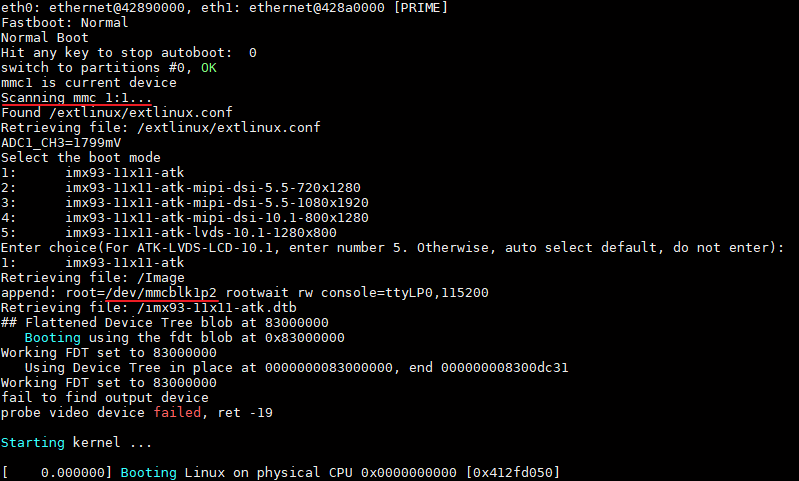 eth0: ethernet@42890000, eth1: ethernet@428a0000 [PRIME]
Fastboot: Normal
Normal Boot
Hit any key to stop autoboot:  0
switch to partitions #0, OK
mmc1 is current device
Scanning mmc 1:1...
Found /extlinux/extlinux.conf
Retrieving file: /extlinux/extlinux.conf
ADC1_CH3=1799mV
Select the boot mode
1:      imx93-11x11-atk
2:      imx93-11x11-atk-mipi-dsi-5.5-720x1280
3:      imx93-11x11-atk-mipi-dsi-5.5-1080x1920
4:      imx93-11x11-atk-mipi-dsi-10.1-800x1280
5:      imx93-11x11-atk-lvds-10.1-1280x800
Enter choice(For ATK-LVDS-LCD-10.1, enter number 5. Otherwise, auto select default, do not enter):
1:      imx93-11x11-atk
Retrieving file: /Image
append: root=/dev/mmcblk1p2 rootwait rw console=ttyLP0,115200
Retrieving file: /imx93-11x11-atk.dtb
## Flattened Device Tree blob at 83000000
   Booting using the fdt blob at 0x83000000
Working FDT set to 83000000
   Using Device Tree in place at 0000000083000000, end 000000008300dc31
Working FDT set to 83000000
fail to find output device
probe video device failed, ret -19
Starting kernel ...
[    0.000000] Booting Linux on physical CPU 0x0000000000 [0x412fd050]